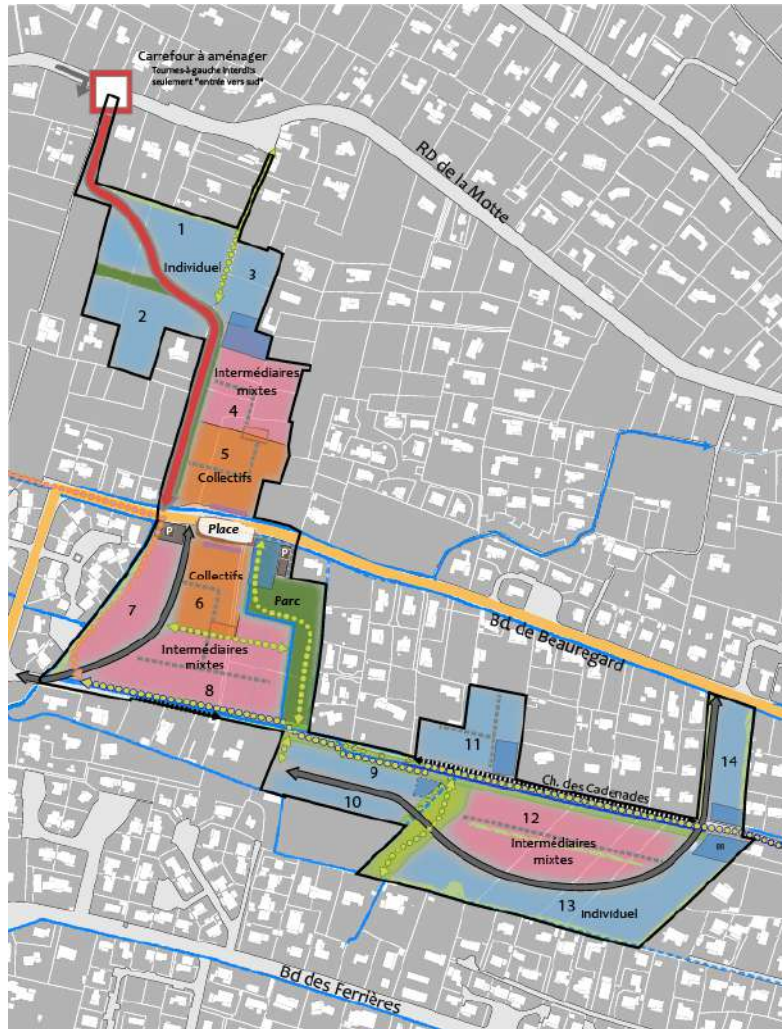 Carrefour à aménager
Tournes-à-gauche interdits
seulement "entrée vers sud"
RD de la Motte
1
Individuel
3
2
Intermédiaires
mixtes
4
5
Collectifs
P
Place
P
Collectifs
6
Parc
7
Bd. de Beauregard
Intermédiaires
mixtes
8
11
14
9
Ch. des Cadenades
10
12
Intermédiaires
mixtes
13
Individuel
Bd des Ferrières